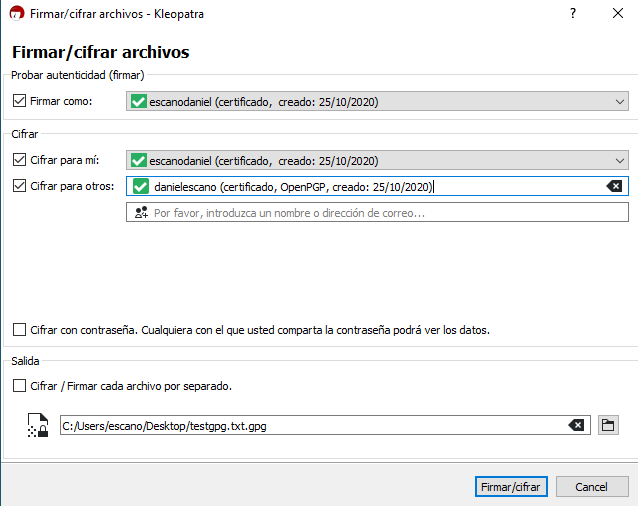 Firmar/cifrar archivos - Kleopatra
Firmar/cifrar archivos
Probar autenticidad (firmar)
Firmar como: escanodaniel (certificado, creado: 25/10/2020)
Cifrar
Cifrar para mí: escanodaniel (certificado, creado: 25/10/2020)
Cifrar para otros: danielescano (certificado, OpenPGP, creado: 25/10/2020)
Por favor, introduzca un nombre o dirección de correo...
Cifrar con contraseña. Cualquiera con el que usted comparta la contraseña podrá ver los datos.
Salida
Cifrar / Firmar cada archivo por separado.
C:/Users/escano/Desktop/testgpg.txt.gpg
Firmar/cifrar Cancel